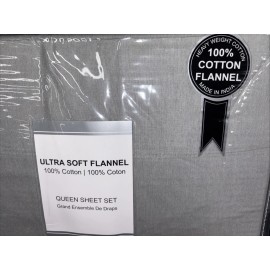 HEAVY WEIGHT COTTON
100%
COTTON
FLANNEL
MADE IN INDIA
ULTRA SOFT FLANNEL
100% Cotton | 100% Coton
QUEEN SHEET SET
Grand Ensemble De Draps